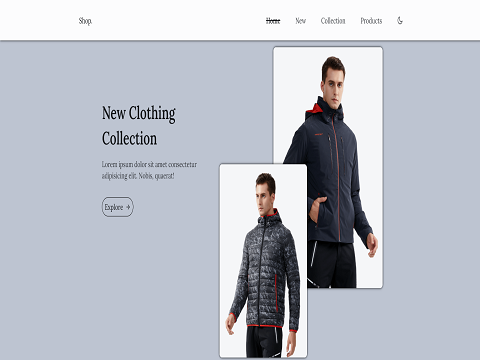 Shop.
Home New Collection Products
New Clothing
Collection
Lorem ipsum dolor sit amet consectetur
adipisicing elit. Nobis, quaerat!
Explore →